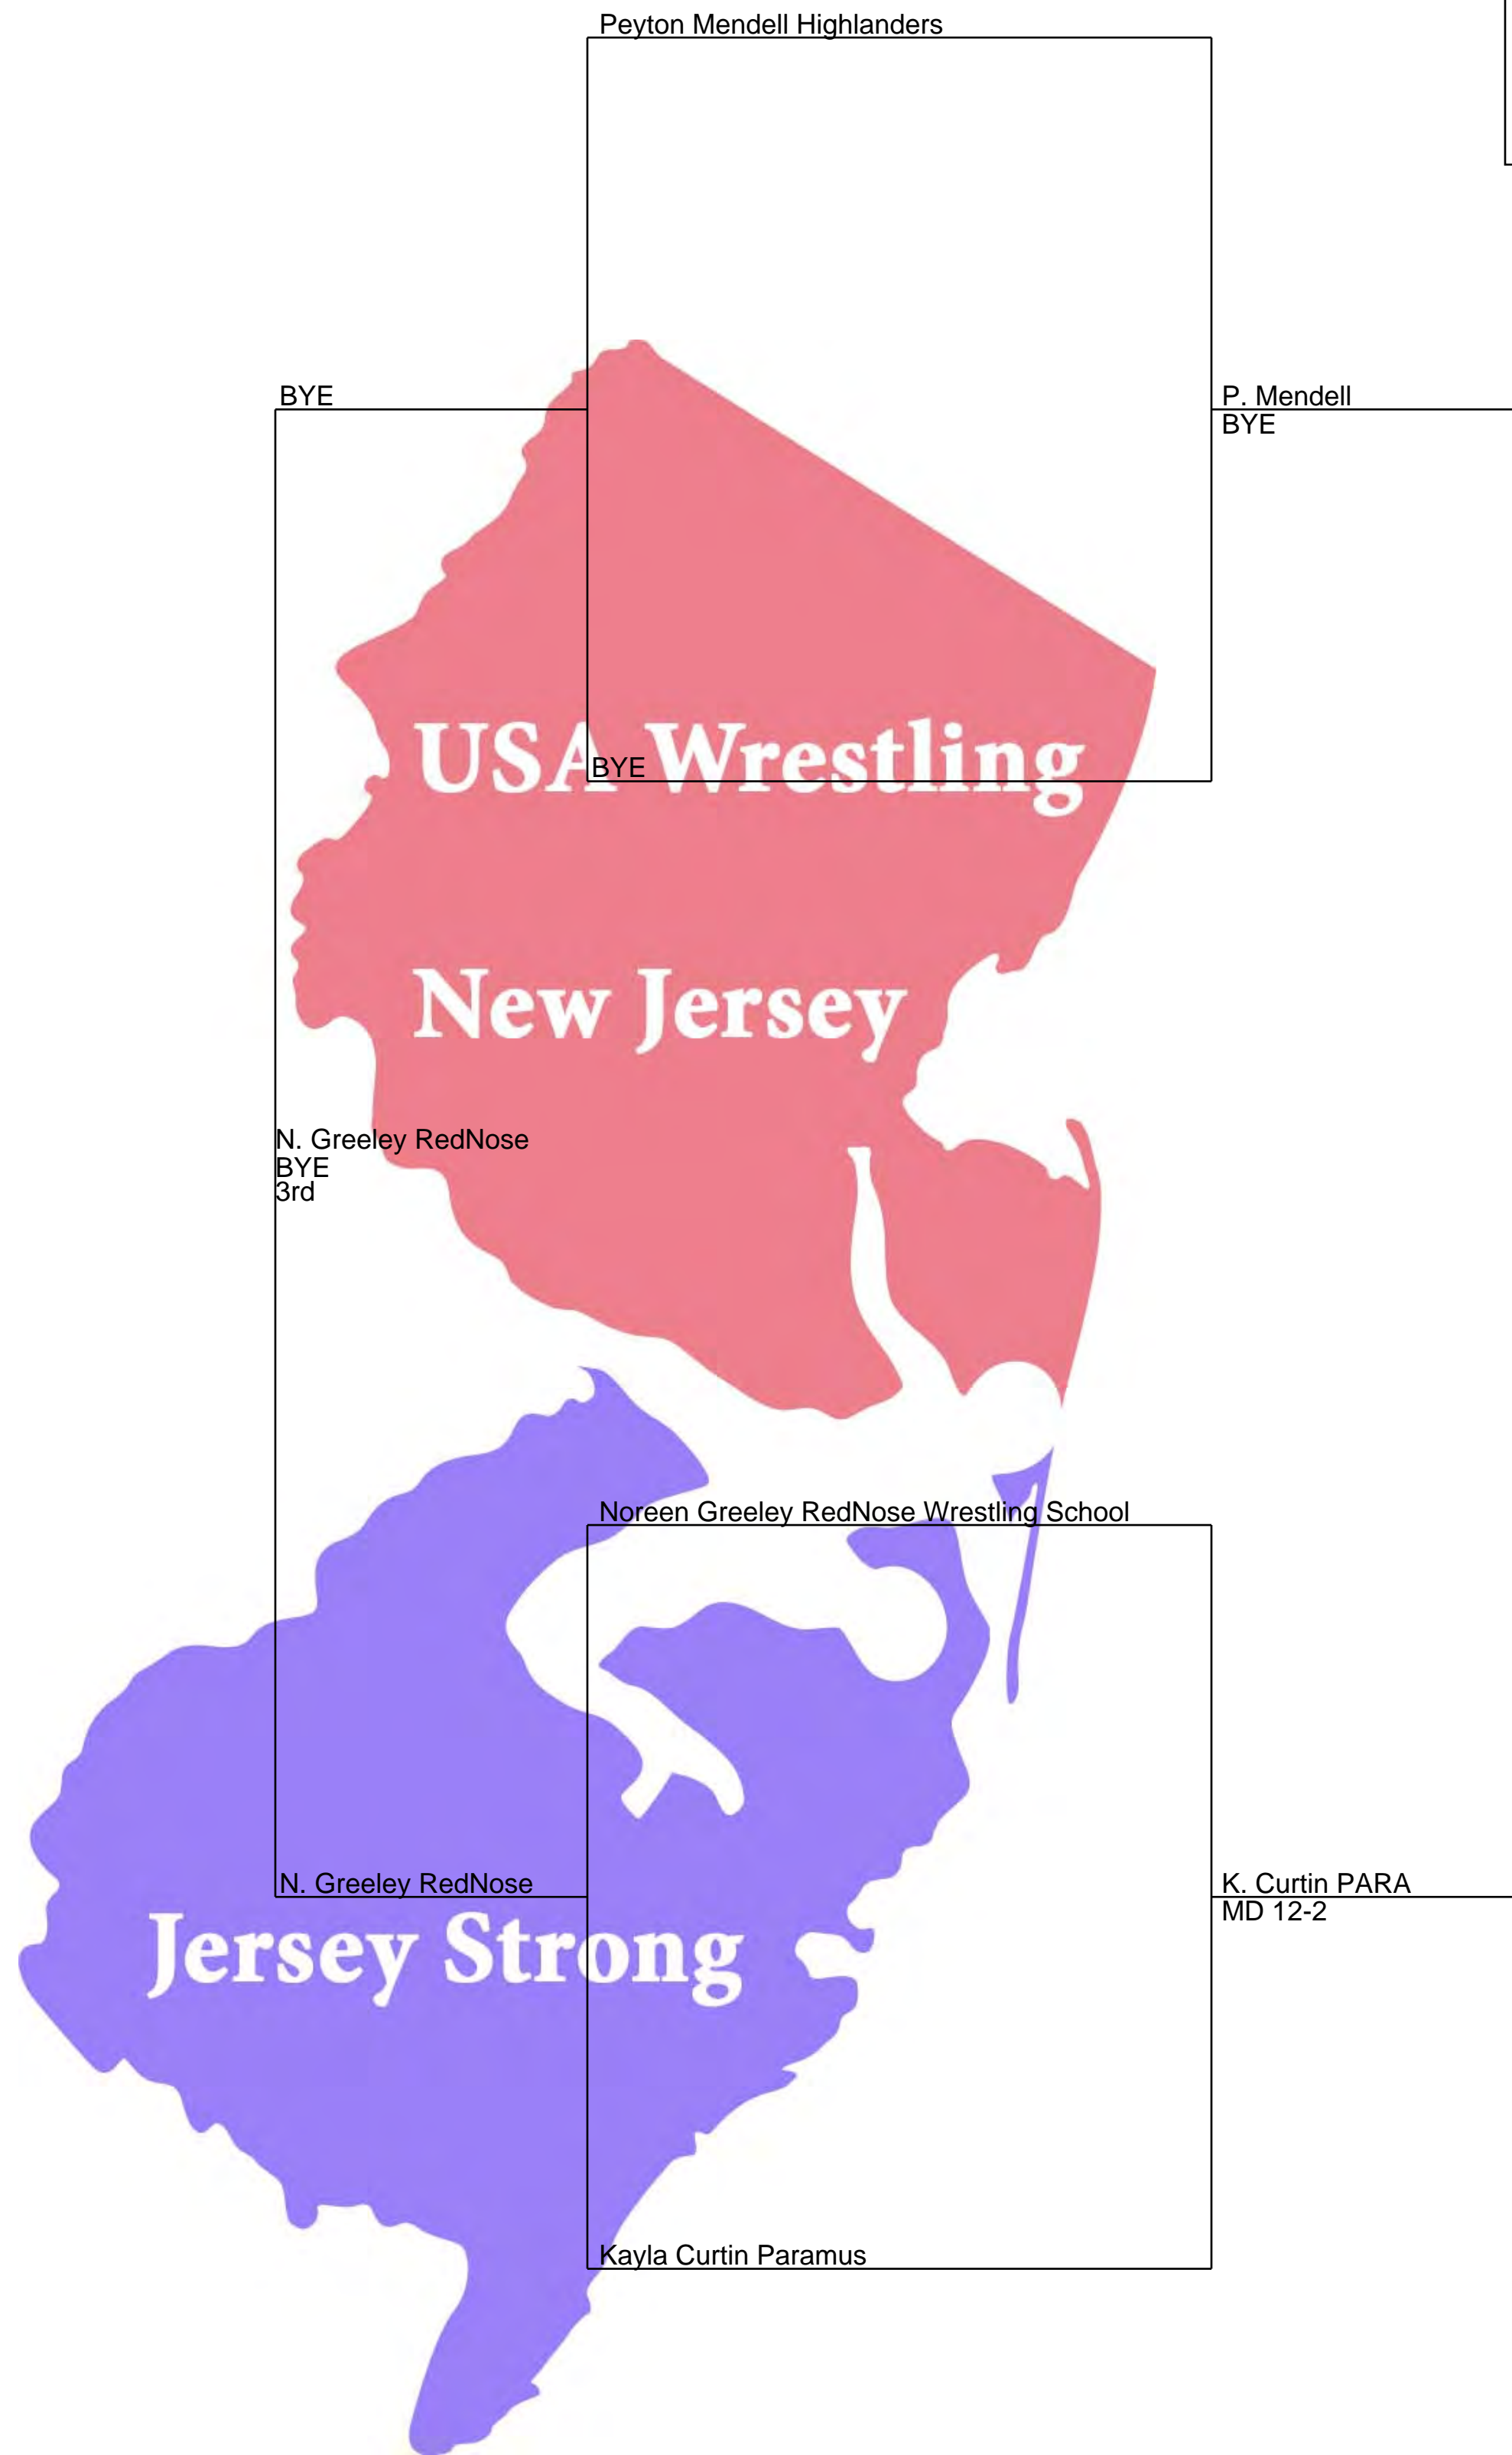 Peyton Mendell Highlanders
BYE
P. Mendell
BYE
USA Wrestling
BYE
New Jersey
N. Greeley RedNose
BYE
3rd
Noreen Greeley RedNose Wrestling School
N. Greeley RedNose
K. Curtin PARA
MD 12-2
Jersey Strong
Kayla Curtin Paramus